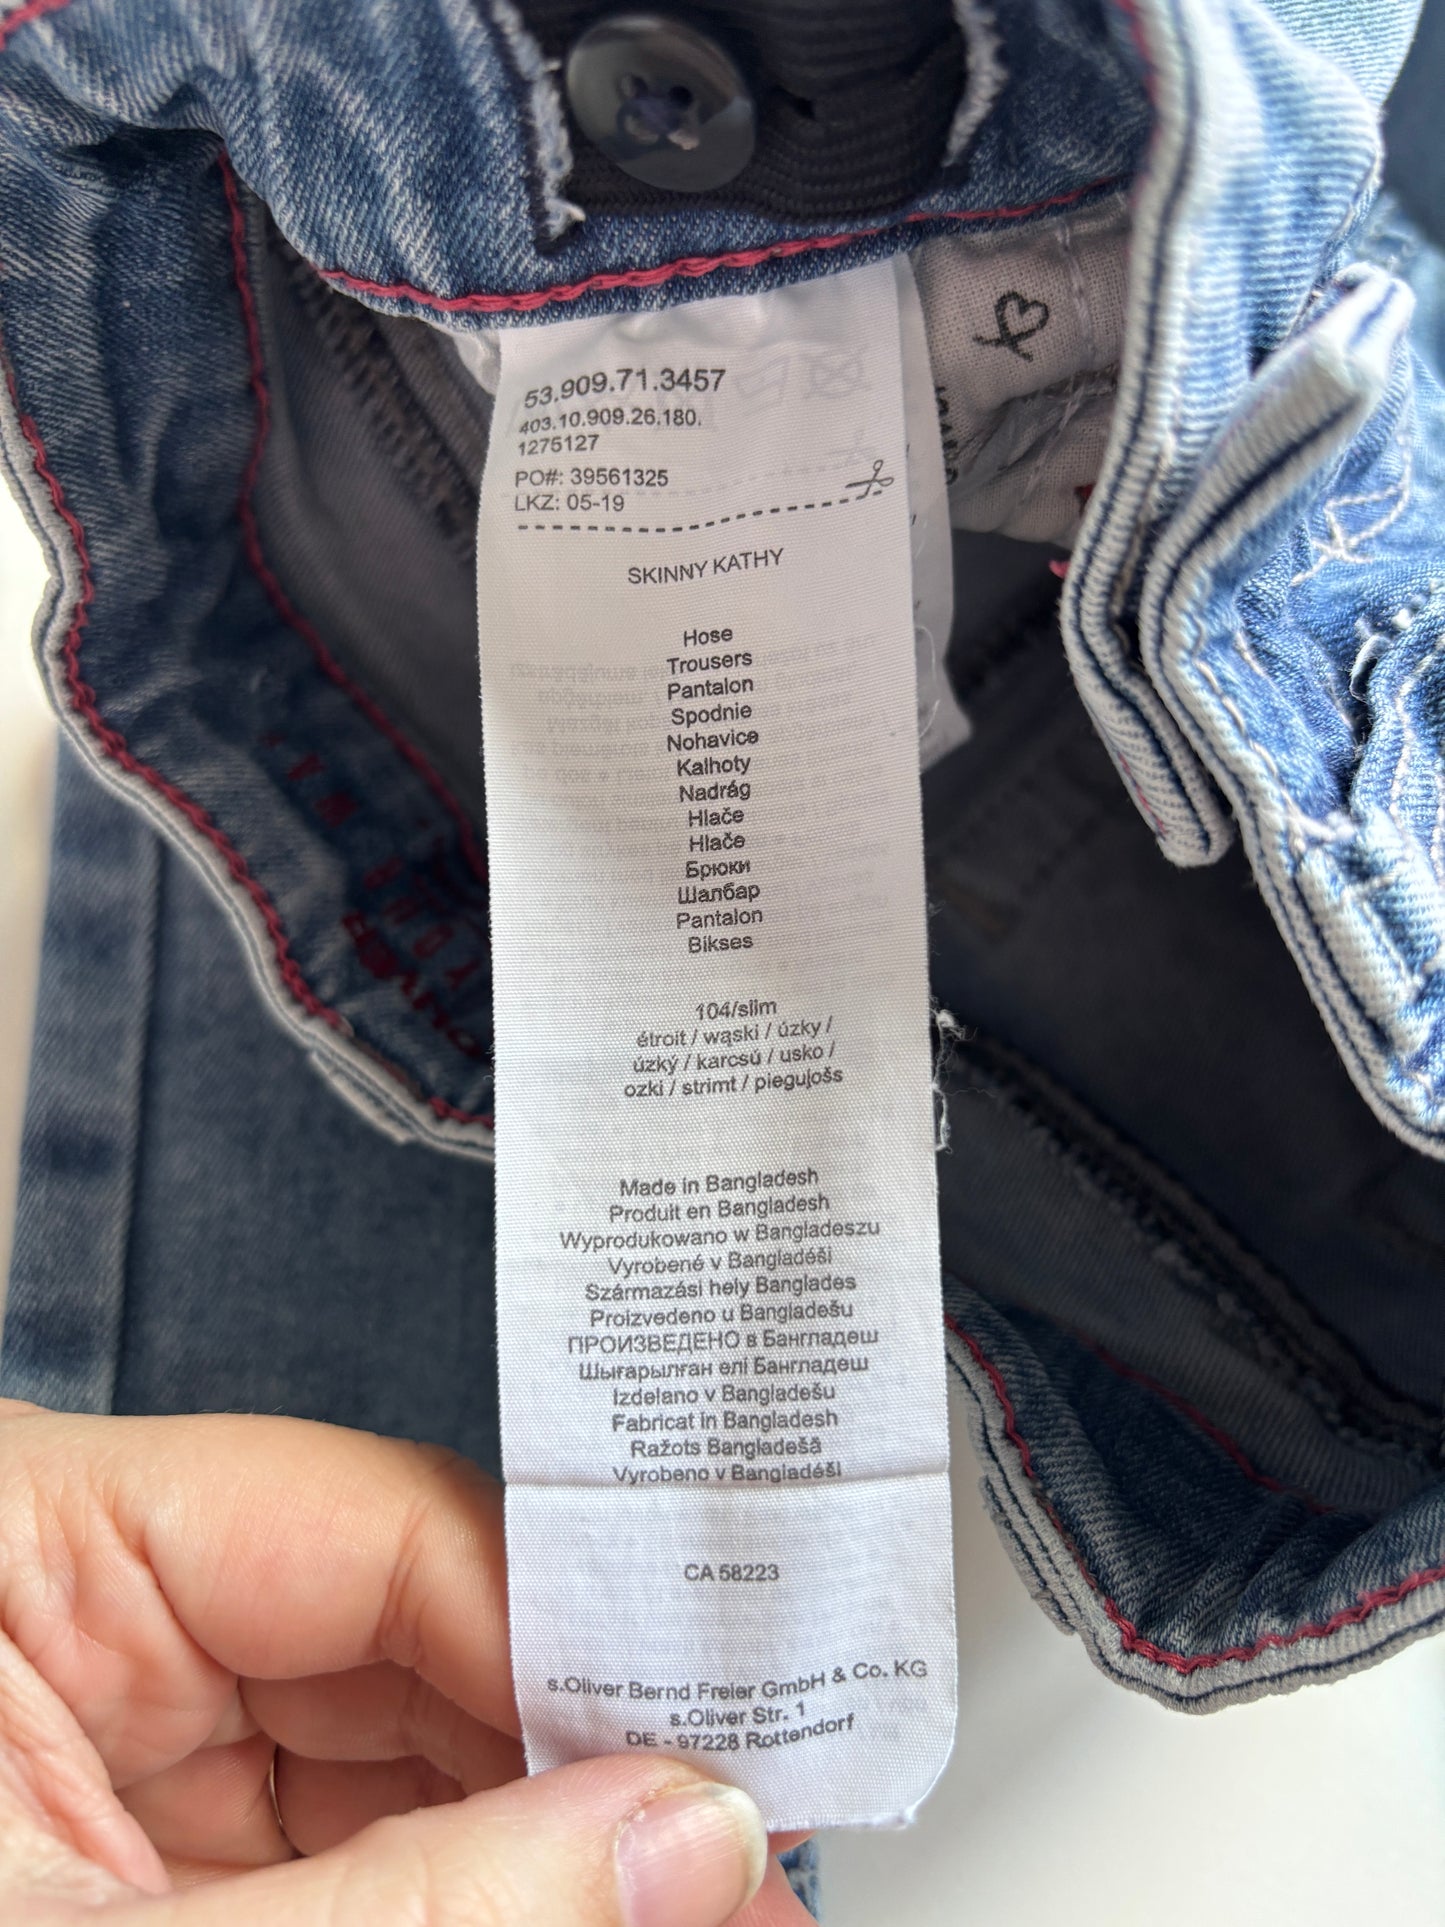 53.909.71.3457
403.10.909.26.180.
1275127
PO#: 39561325
LKZ: 05-19
SKINNY KATHY
Hose
Trousers
Pantalon
Spodnie
Nohavice
Kalhoty
Nadrág
Hlače
Hlače
Брюки
Шалбар
Pantalon
Bikses
104/slim
étroit / wąski / úzky /
úzký / karcsú / usko /
ozki / strimt / piegujošs
Made in Bangladesh
Produit en Bangladesh
Wyprodukowano w Bangladeszu
Vyrobené v Bangladéši
Származási hely Banglades
Proizvedeno u Bangladešu
ПРОИЗВЕДЕНО в Бангладеш
Шығарылған елі Бангладеш
Izdelano v Bangladešu
Fabricat in Bangladesh
Ražots Bangladešā
Vyrobeno v Bangladéši
CA 58223
s.Oliver Bernd Freier GmbH & Co. KG
s.Oliver Str. 1
DE - 97228 Rottendorf